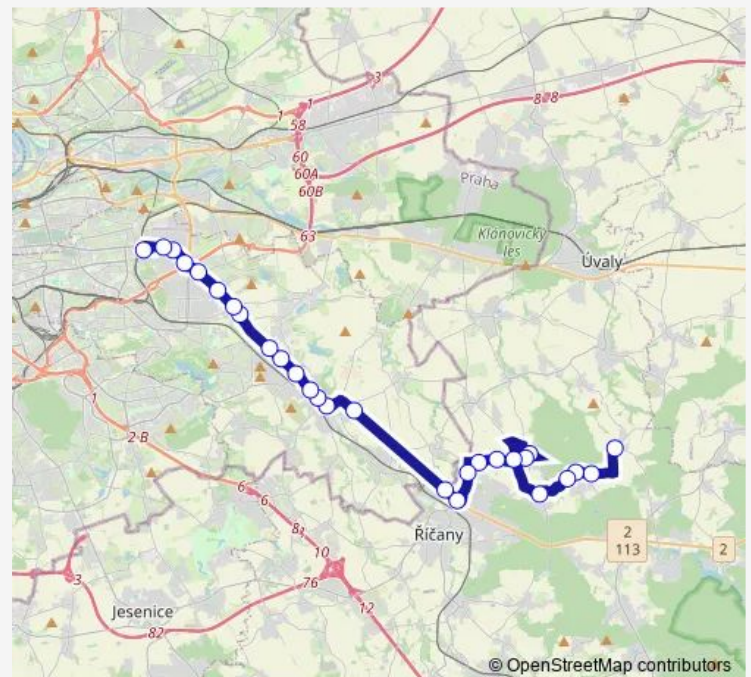 3
1
8 8
58
60
60A
60B
Praha
Klánovický
les
63
Úvaly
1
2 B
6
6
8
Říčany
10
2
113
2
76
3
Jesenice
12
82
© OpenStreetMap contributors